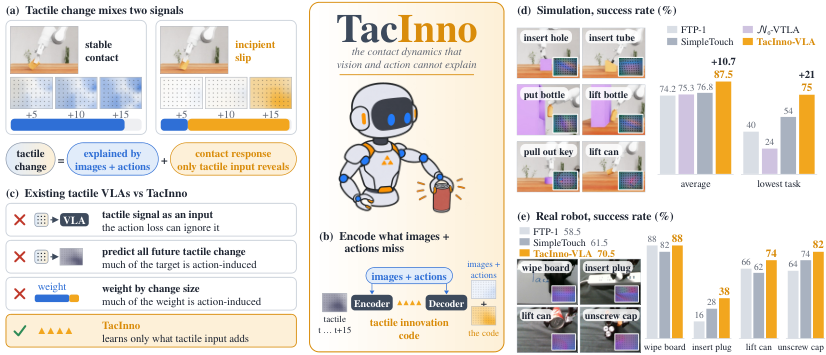 (a) Tactile change mixes two signals
stable
contact
incipient
slip
+5 +10 +15
+5 +10 +15
tactile
change
=
explained by
images + actions
+
contact response
only tactile input reveals
(c) Existing tactile VLAs vs TacInno
VLA
tactile signal as an input
the action loss can ignore it
predict all future tactile change
much of the target is action-induced
weight
weight by change size
much of the weight is action-induced
TacInno
learns only what tactile input adds
TacInno
the contact dynamics that
vision and action cannot explain
(b) Encode what images +
actions miss
images + actions
images +
actions
Encoder
Decoder
+
tactile
t … t+15
tactile innovation
code
the code
(d) Simulation, success rate (%)
insert hole
insert tube
put bottle
lift bottle
pull out key
lift can
FTP-1
SimpleTouch
N₀-VTLA
TacInno-VLA
74.2
75.3
76.8
+10.7
87.5
40
24
54
+21
75
average
lowest task
(e) Real robot, success rate (%)
FTP-1 58.5
SimpleTouch 61.5
TacInno-VLA 70.5
wipe board
insert plug
lift can
unscrew cap
88
82
88
16
28
38
66
62
74
64
74
82
wipe board
insert plug
lift can
unscrew cap